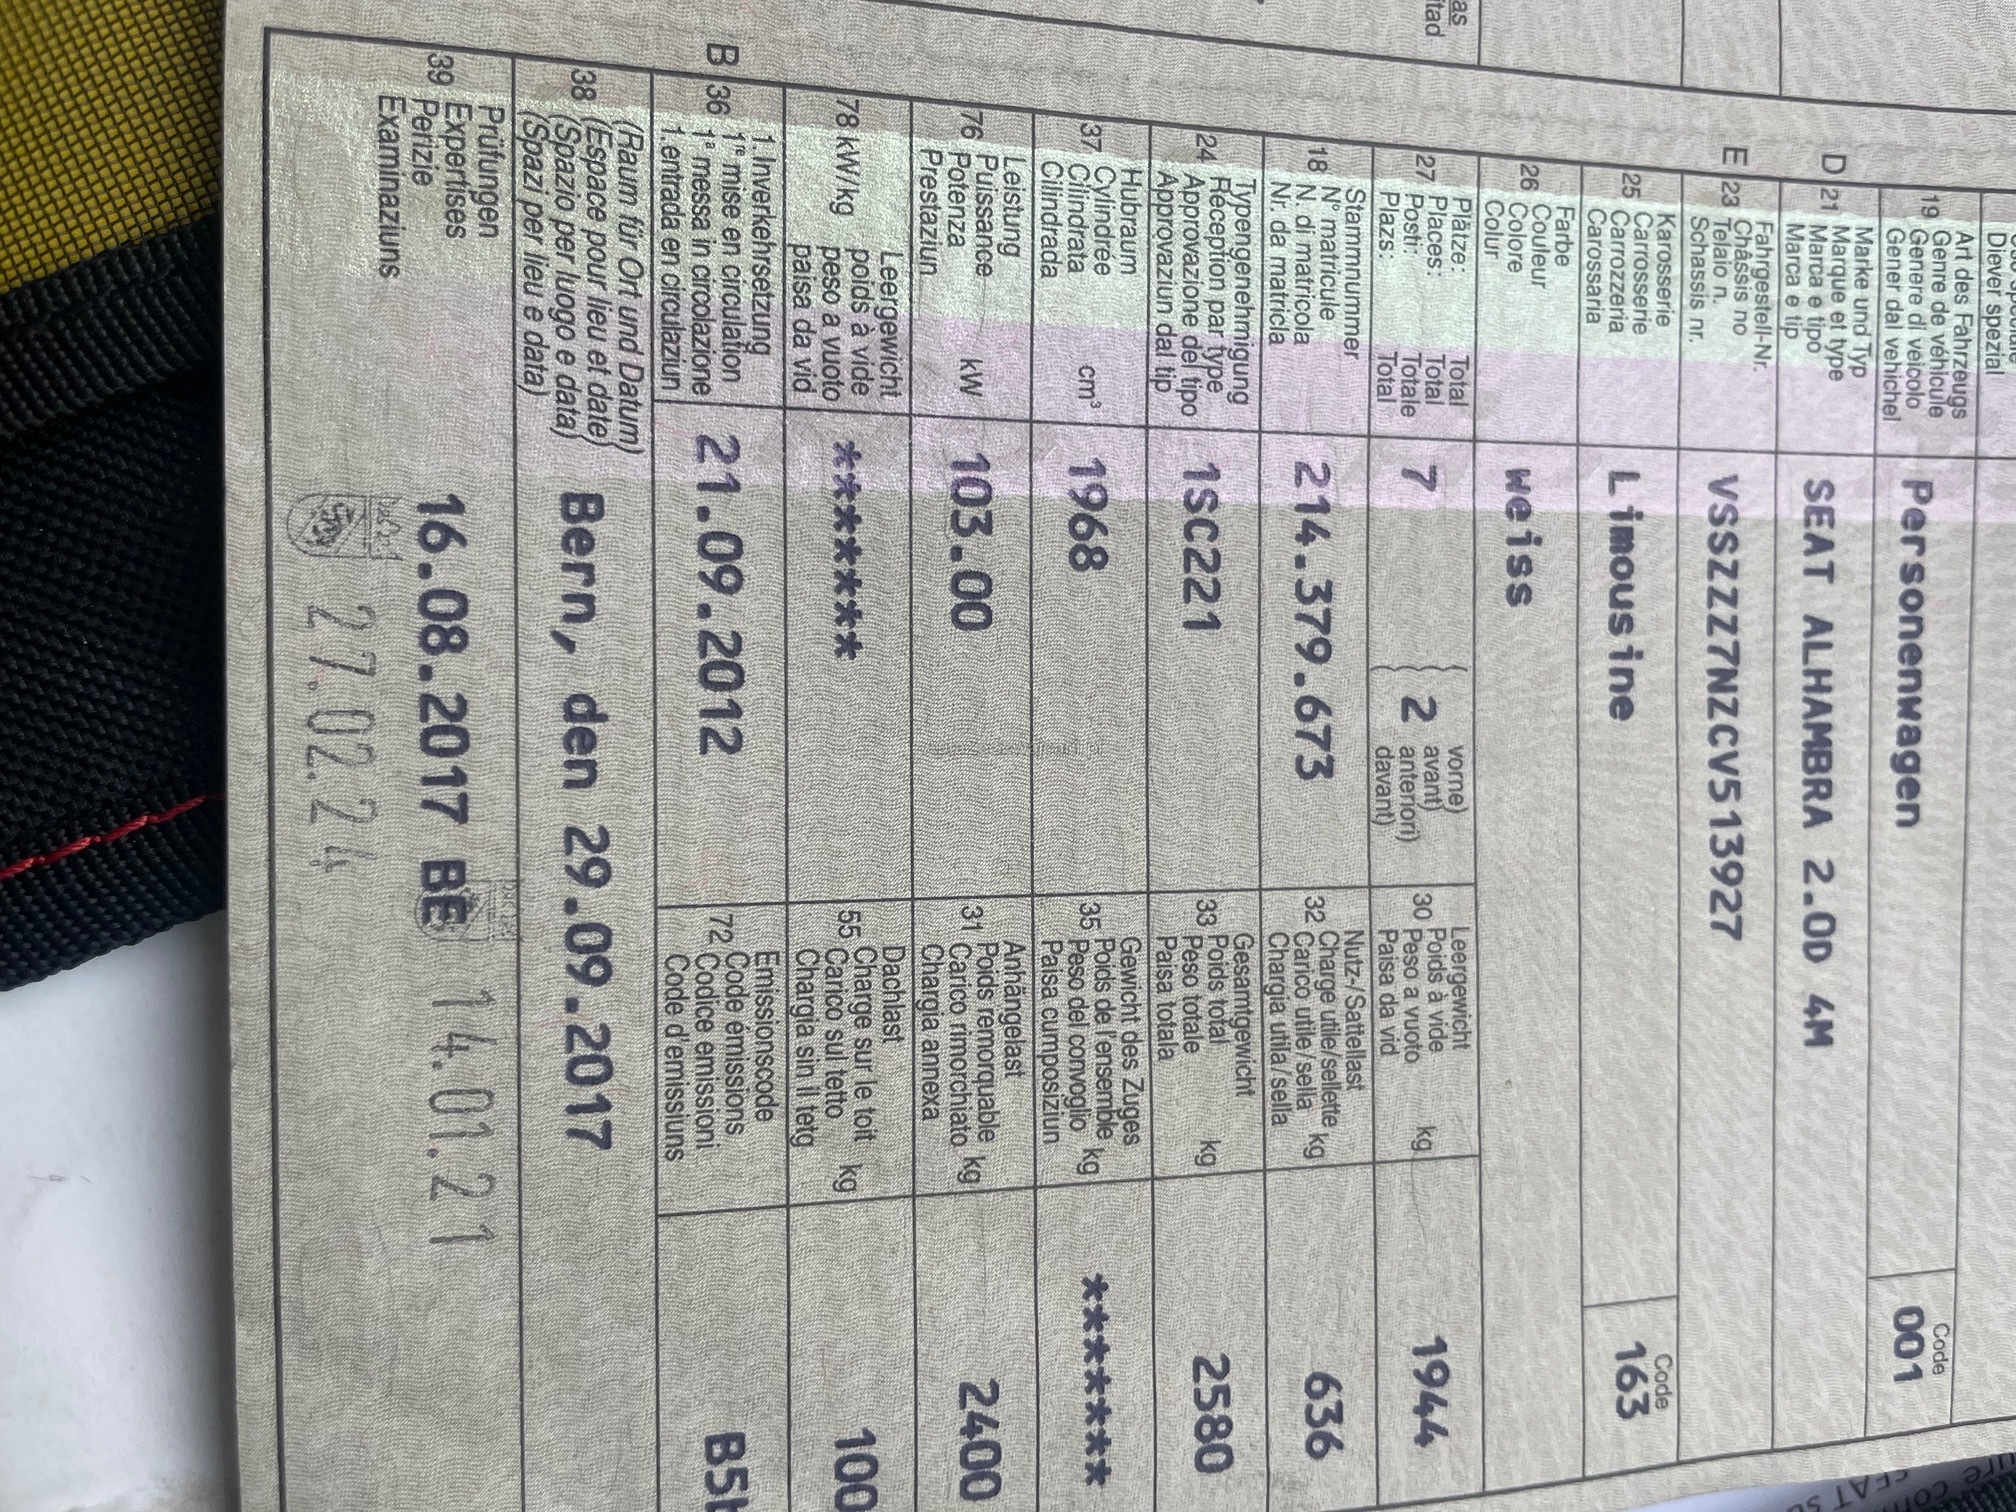 Dever spezial
Art des Fahrzeugs
19 Genre de véhicule
Genere di veicolo
Gener dal vehichel
Personenwagen
Code
001
Marke und Typ
D 21 Marque et type
Marca e tipo
Marca e tip
SEAT ALHAMBRA 2.0D 4M
Fahrgestell-Nr.
Châssis no
E 23 Telaio n.
Schassis nr.
VSSZZZ7NZCV513927
Karosserie
25 Carrosserie
Carrozzeria
Carossaria
Limousine
Code
163
Farbe
Couleur
26 Colore
Colur
weiss
Plätze: Total
27 Places: Total
Posti: Totale
Plazs: Total
7
2
vorne)
avant)
anteriori)
davant)
Leergewicht
30 Poids à vide
Peso a vuoto kg
Paisa da vid
1944
Stammnummer
18 N° matricule
N. di matricola
Nr. da matricla
214.379.673
Nutz-/Sattellast
32 Charge utile/sellette
Carico utile/sella kg
Chargia utila/sella
636
Typengenehmigung
24 Réception par type
Approvazione del tipo
Approvaziun dal tip
1SC221
Gesamtgewicht
33 Poids total
Peso totale kg
Paisa totala
2580
Hubraum
37 Cylindrée
Cilindrata cm³
Cilindrada
1968
Gewicht des Zuges
35 Poids de l'ensemble
Peso del convoglio kg
Paisa cumposiziun
*******
Leistung
76 Puissance
Potenza kW
Prestaziun
103.00
Anhängelast
31 Poids remorquable
Carico rimorchiato kg
Chargia annexa
2400
78 kW/kg
Leergewicht
poids à vide
peso a vuoto
paisa da vid
*******
Dachlast
55 Charge sur le toit
Carico sul tetto kg
Chargia sin il tetg
100
1. Inverkehrsetzung
B 36 1re mise en circulation
1a messa in circolazione
1. entrada en circulaziun
21.09.2012
Emissionscode
72 Code émissions
Codice emissioni
Code d'emissiuns
(Raum für Ort und Datum)
38 (Espace pour lieu et date)
(Spazio per luogo e data)
(Spazi per lieu e data)
Bern, den 29.09.2017
Prüfungen
39 Expertises
Perizie
Examinaziuns
16.08.2017 BE 14.01.21
27.02.24